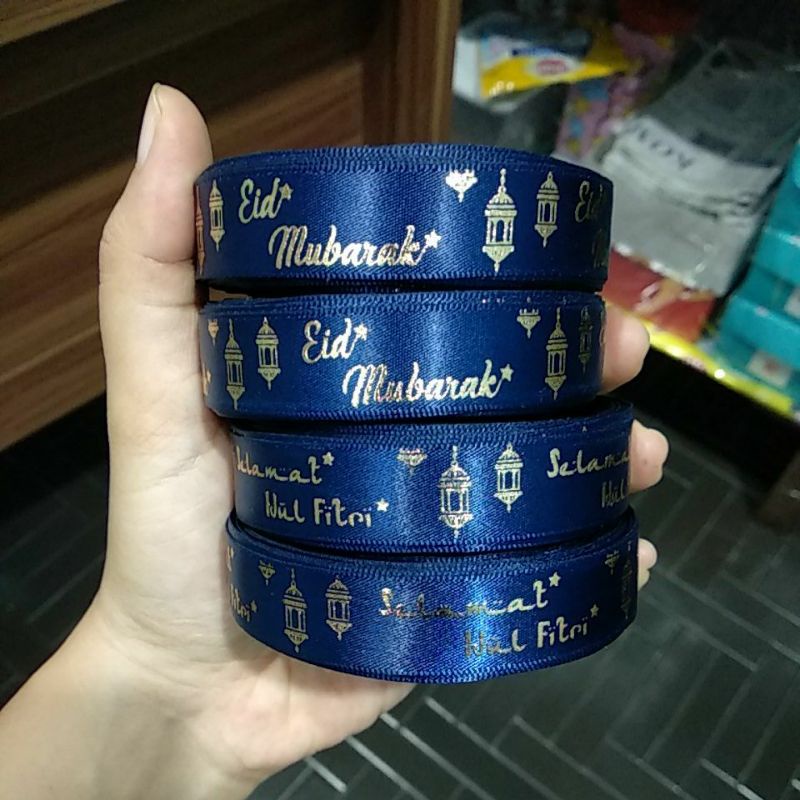 Eid
Mubarak
Eid
Mubarak
Selamat
Idul Fitri
Selamat
Idul Fitri